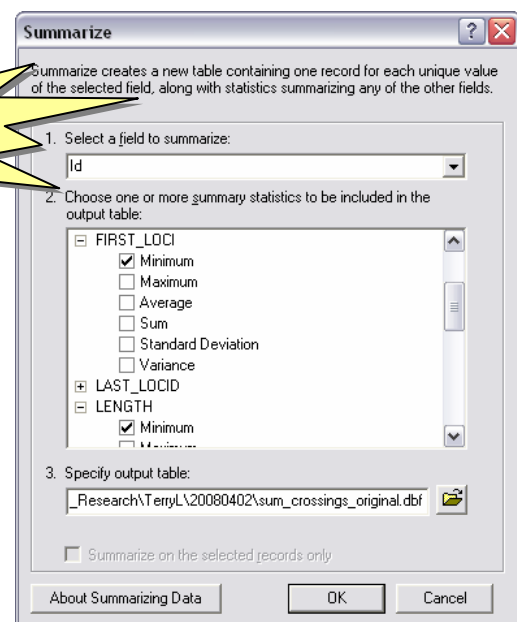 Summarize
Summarize creates a new table containing one record for each unique value
of the selected field, along with statistics summarizing any of the other fields.
1. Select a field to summarize:
Id
2. Choose one or more summary statistics to be included in the
output table:
FIRST_LOCI
Minimum
Maximum
Average
Sum
Standard Deviation
Variance
LAST_LOCID
LENGTH
Minimum
3. Specify output table:
_Research\TerryL\20080402\sum_crossings_original.dbf
Summarize on the selected records only
About Summarizing Data
OK
Cancel